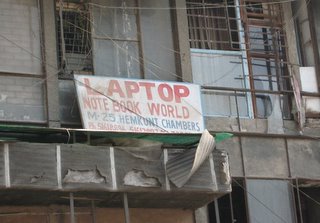 LAPTOP
NOTE BOOK WORLD
M-25 HEMKUNT CHAMBERS